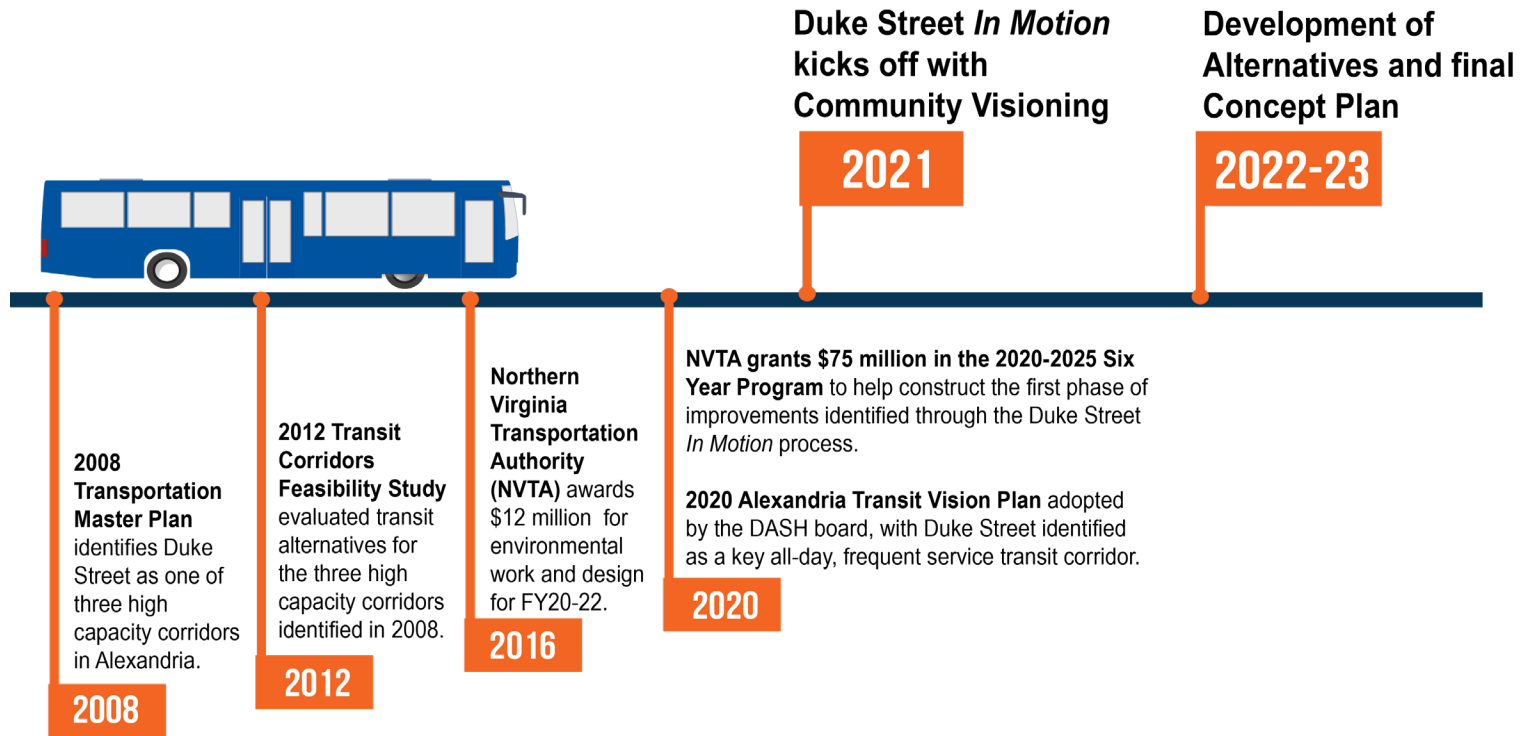 Duke Street In Motion
kicks off with
Community Visioning
2021
Development of
Alternatives and final
Concept Plan
2022-23
2008
Transportation
Master Plan
identifies Duke
Street as one of
three high
capacity corridors
in Alexandria.
2008
2012 Transit
Corridors
Feasibility Study
evaluated transit
alternatives for
the three high
capacity corridors
identified in 2008.
2012
Northern
Virginia
Transportation
Authority
(NVTA) awards
$12 million for
environmental
work and design
for FY20-22.
2016
NVTA grants $75 million in the 2020-2025 Six
Year Program to help construct the first phase of
improvements identified through the Duke Street
In Motion process.
2020 Alexandria Transit Vision Plan adopted
by the DASH board, with Duke Street identified
as a key all-day, frequent service transit corridor.
2020